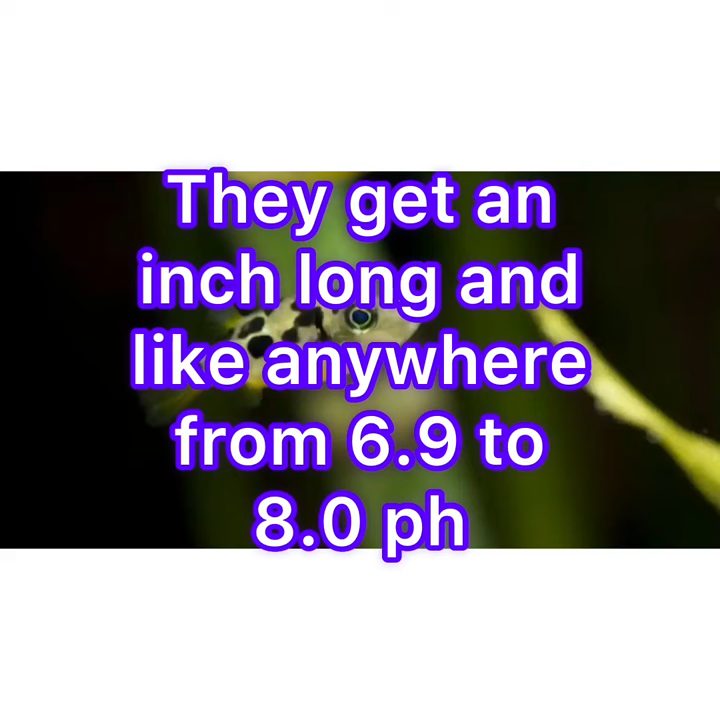 They get an
inch long and
like anywhere
from 6.9 to
8.0 ph